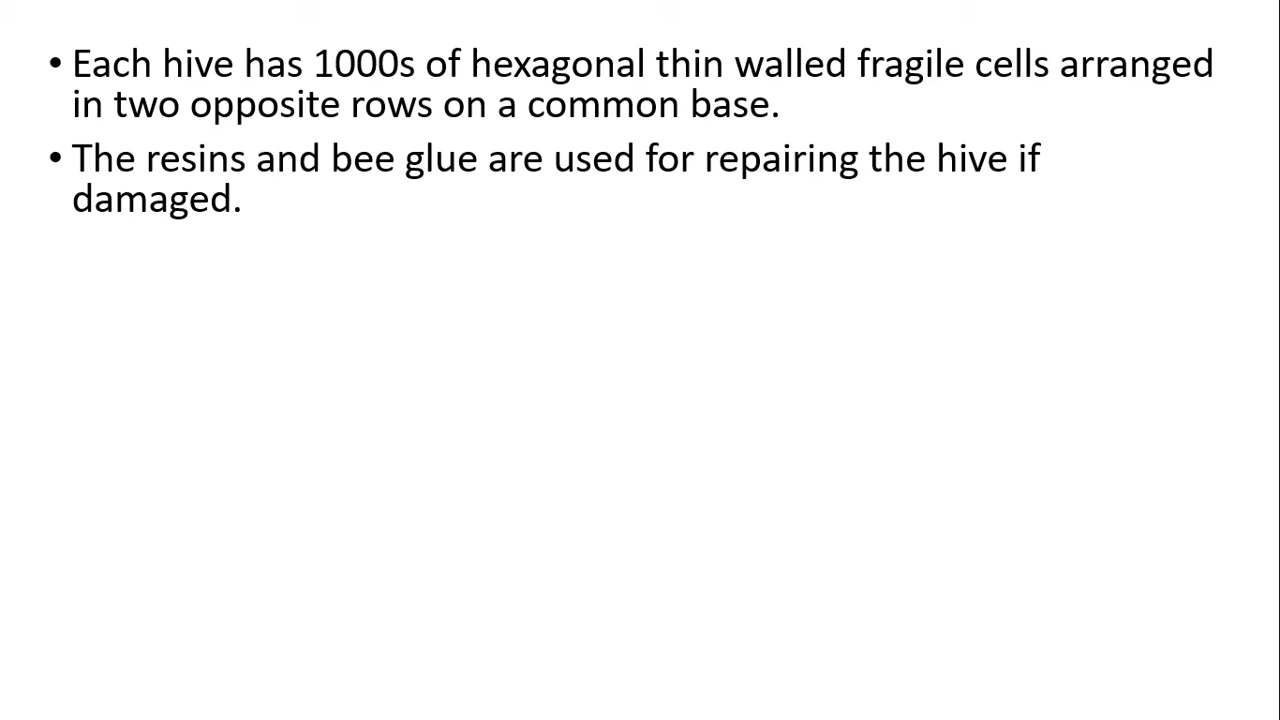 • Each hive has 1000s of hexagonal thin walled fragile cells arranged
in two opposite rows on a common base.
• The resins and bee glue are used for repairing the hive if
damaged.